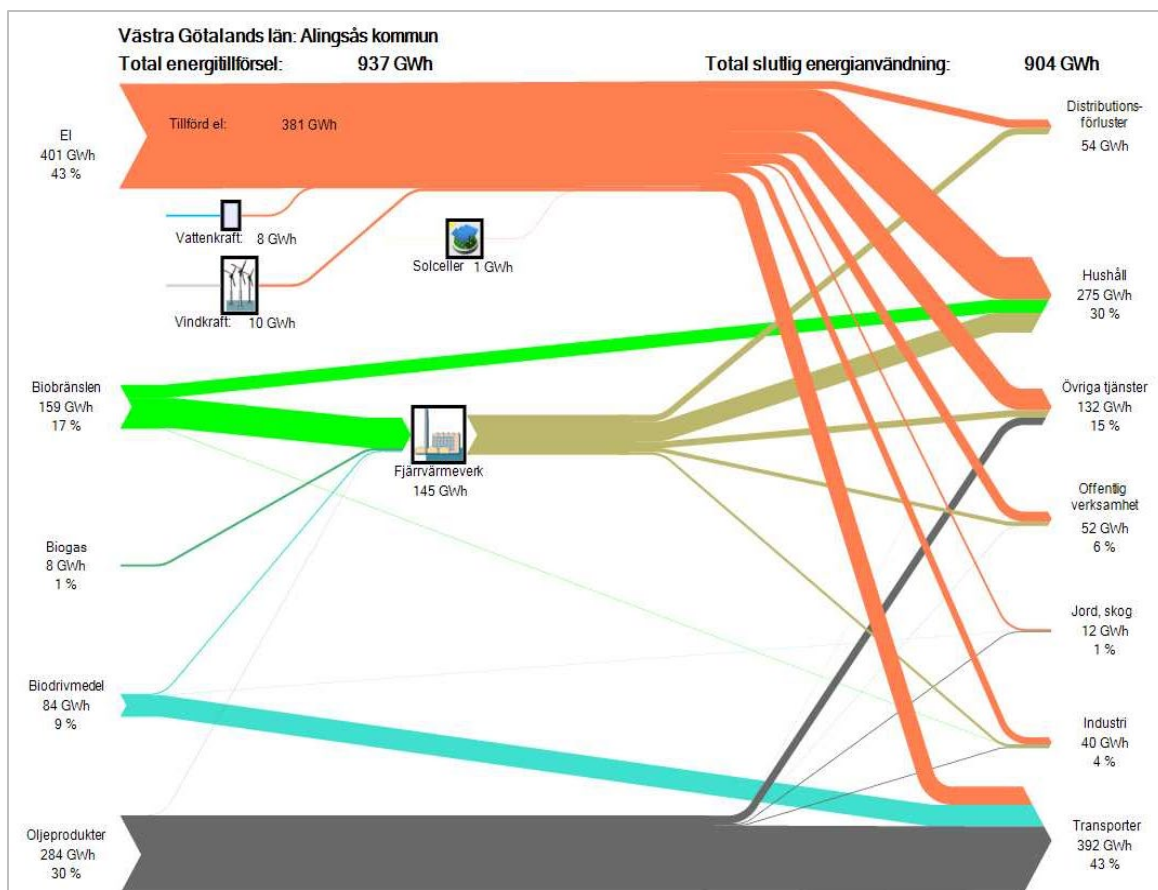 Västra Götalands län: Alingsås kommun
Total energitillförsel: 937 GWh
Total slutlig energianvändning: 904 GWh
El
401 GWh
43 %
Tillförd el: 381 GWh
Vattenkraft: 8 GWh
Solceller 1 GWh
Vindkraft: 10 GWh
Biobränslen
159 GWh
17 %
Fjärrvärmeverk
145 GWh
Biogas
8 GWh
1 %
Biodrivmedel
84 GWh
9 %
Oljeprodukter
284 GWh
30 %
Distributions-
förluster
54 GWh
Hushåll
275 GWh
30 %
Övriga tjänster
132 GWh
15 %
Offentlig
verksamhet
52 GWh
6 %
Jord, skog
12 GWh
1 %
Industri
40 GWh
4 %
Transporter
392 GWh
43 %